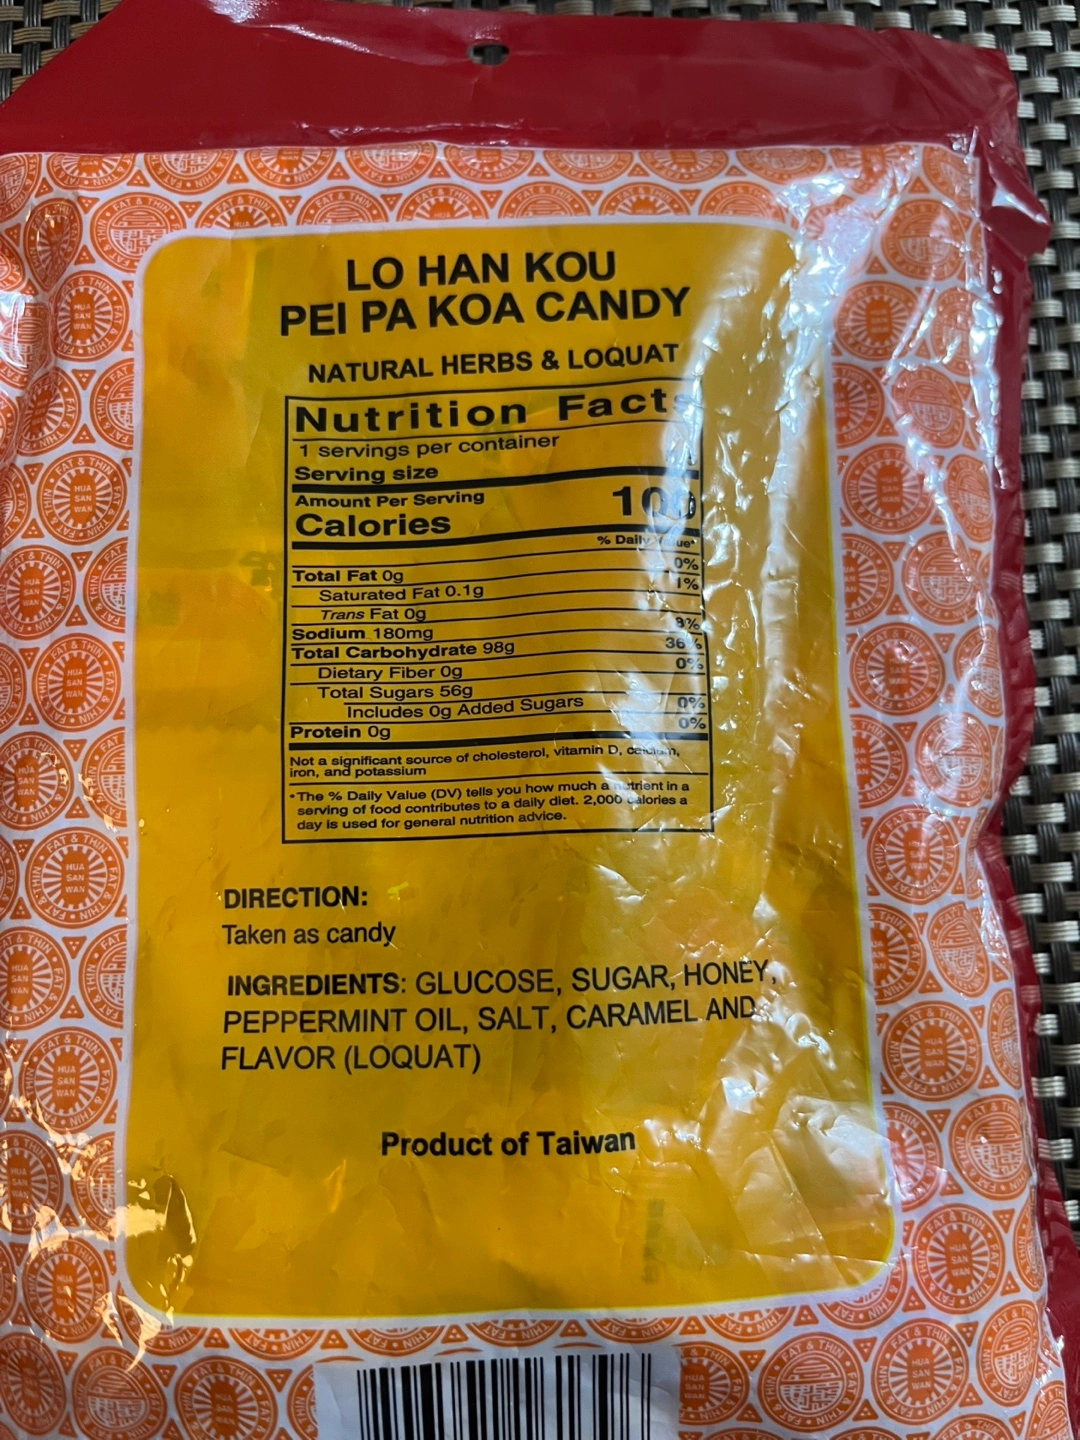 LO HAN KOU
PEI PA KOA CANDY
NATURAL HERBS & LOQUAT
Nutrition Facts
1 servings per container
Serving size
Amount Per Serving
Calories
% Daily
Total Fat 0g 0%
Saturated Fat 0.1g 1%
Trans Fat 0g
Sodium 180mg 8%
Total Carbohydrate 98g 36%
Dietary Fiber 0g 0%
Total Sugars 56g
Includes 0g Added Sugars 0%
Protein 0g 0%
Not a significant source of cholesterol, vitamin D, calcium,
iron, and potassium
*The % Daily Value (DV) tells you how much a nutrient in a
serving of food contributes to a daily diet. 2,000 calories a
day is used for general nutrition advice.
DIRECTION:
Taken as candy
INGREDIENTS: GLUCOSE, SUGAR, HONEY,
PEPPERMINT OIL, SALT, CARAMEL AND
FLAVOR (LOQUAT)
Product of Taiwan
FAT & THIN
HUA
SAN
WAN